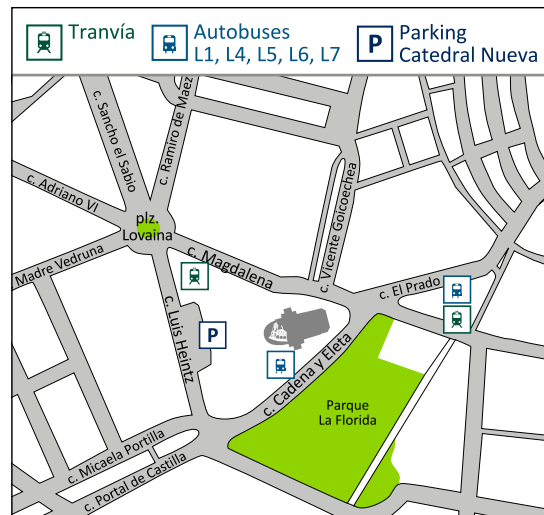 Tranvía
Autobuses
L1, L4, L5, L6, L7
P
Parking
Catedral Nueva
c. Sancho el Sabio
c. Ramiro de Maez
c. Adriano VI
plz.
Lovaina
c. Vicente Goicoechea
Madre Vedruna
c. Magdalena
c. El Prado
c. Luis Heintz
P
c. Cadena y Eleta
Parque
La Florida
c. Micaela Portilla
c. Portal de Castilla